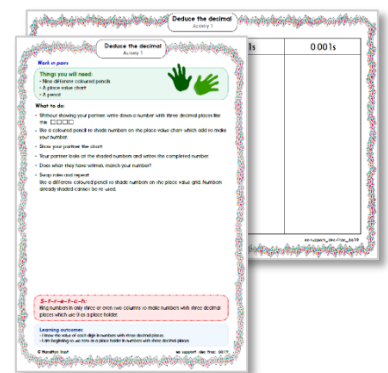 Deduce the decimal
Activity 1
Work in pairs
Things you will need:
• Nine different coloured pencils
• A place value chart
• A pencil
What to do:
• Without showing your partner, write down a number with three decimal places like
this
• Use a coloured pencil to shade numbers on the place value chart which add to make
your number.
• Show your partner the chart.
• Your partner looks at the shaded numbers and writes the completed number.
• Does what they have written, match your number?
• Swap roles and repeat.
Use a different coloured pencil to shade numbers on the place value grid. Numbers
already shaded cannot be re used.
S-t-r-e-t-c-h:
Ring numbers in only three or even two columns to make numbers with three decimal
places which use 0 as a place holder.
Learning outcomes:
• I know the value of each digit in numbers with three decimal places.
• I am beginning to use zero as a place holder in numbers with three decimal places.
© Hamilton Trust
Deduce the decimal
Activity 1
1s
0 001s